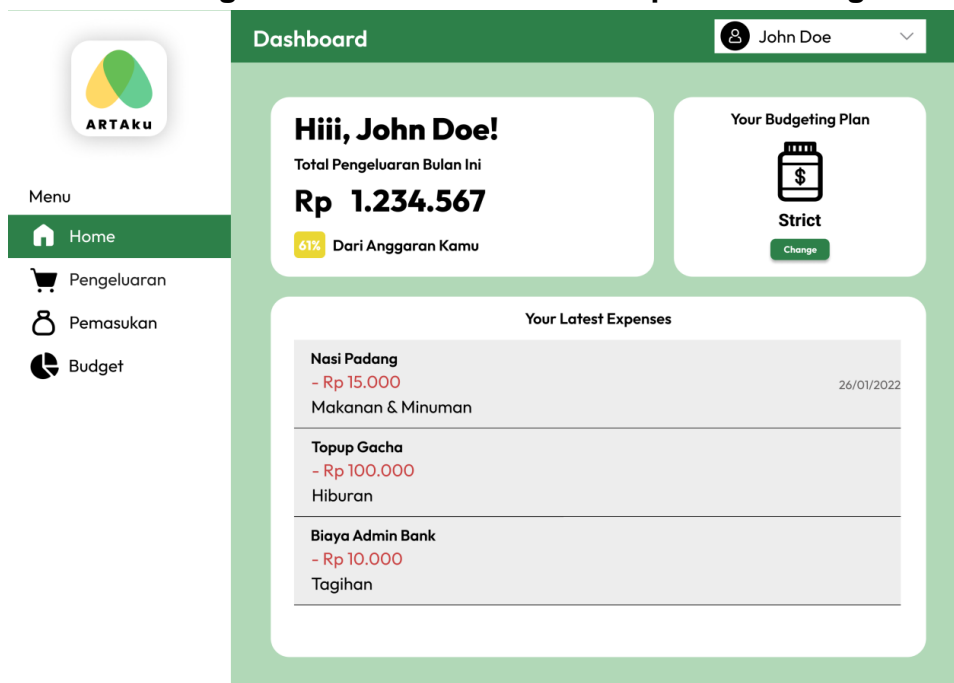 ARTAku
Menu
Home
Pengeluaran
Pemasukan
Budget
Dashboard
John Doe
Hiii, John Doe!
Total Pengeluaran Bulan Ini
Rp 1.234.567
61% Dari Anggaran Kamu
Your Budgeting Plan
$
Strict
Change
Your Latest Expenses
Nasi Padang
- Rp 15.000
26/01/2022
Makanan & Minuman
Topup Gacha
- Rp 100.000
Hiburan
Biaya Admin Bank
- Rp 10.000
Tagihan